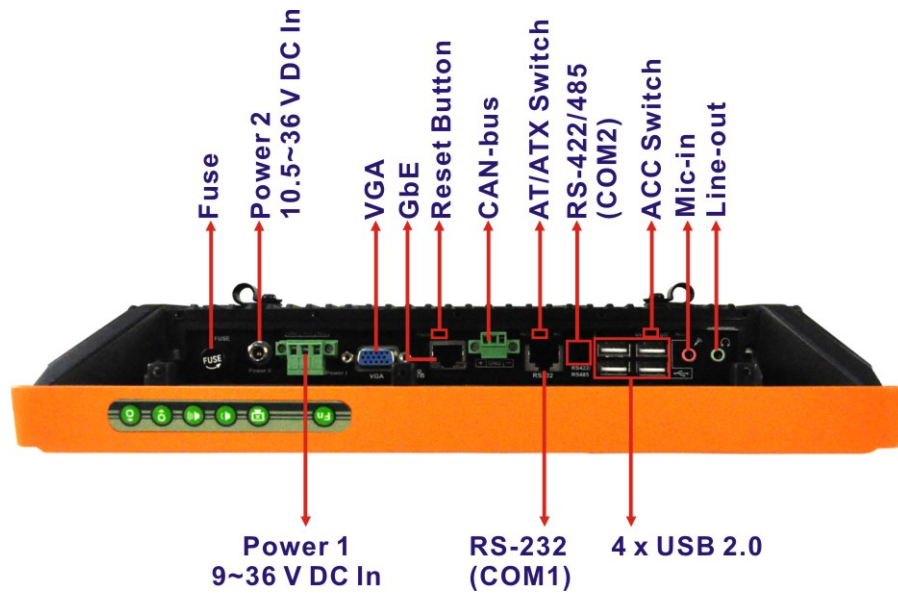 Fuse
Power 2
10.5~36 V DC In
VGA
GbE
Reset Button
CAN-bus
AT/ATX Switch
RS-422/485
(COM2)
ACC Switch
Mic-in
Line-out
FUSE
FUSE
VGA
RS422
RS485
Fn
Power 1
9~36 V DC In
RS-232
(COM1)
4 x USB 2.0